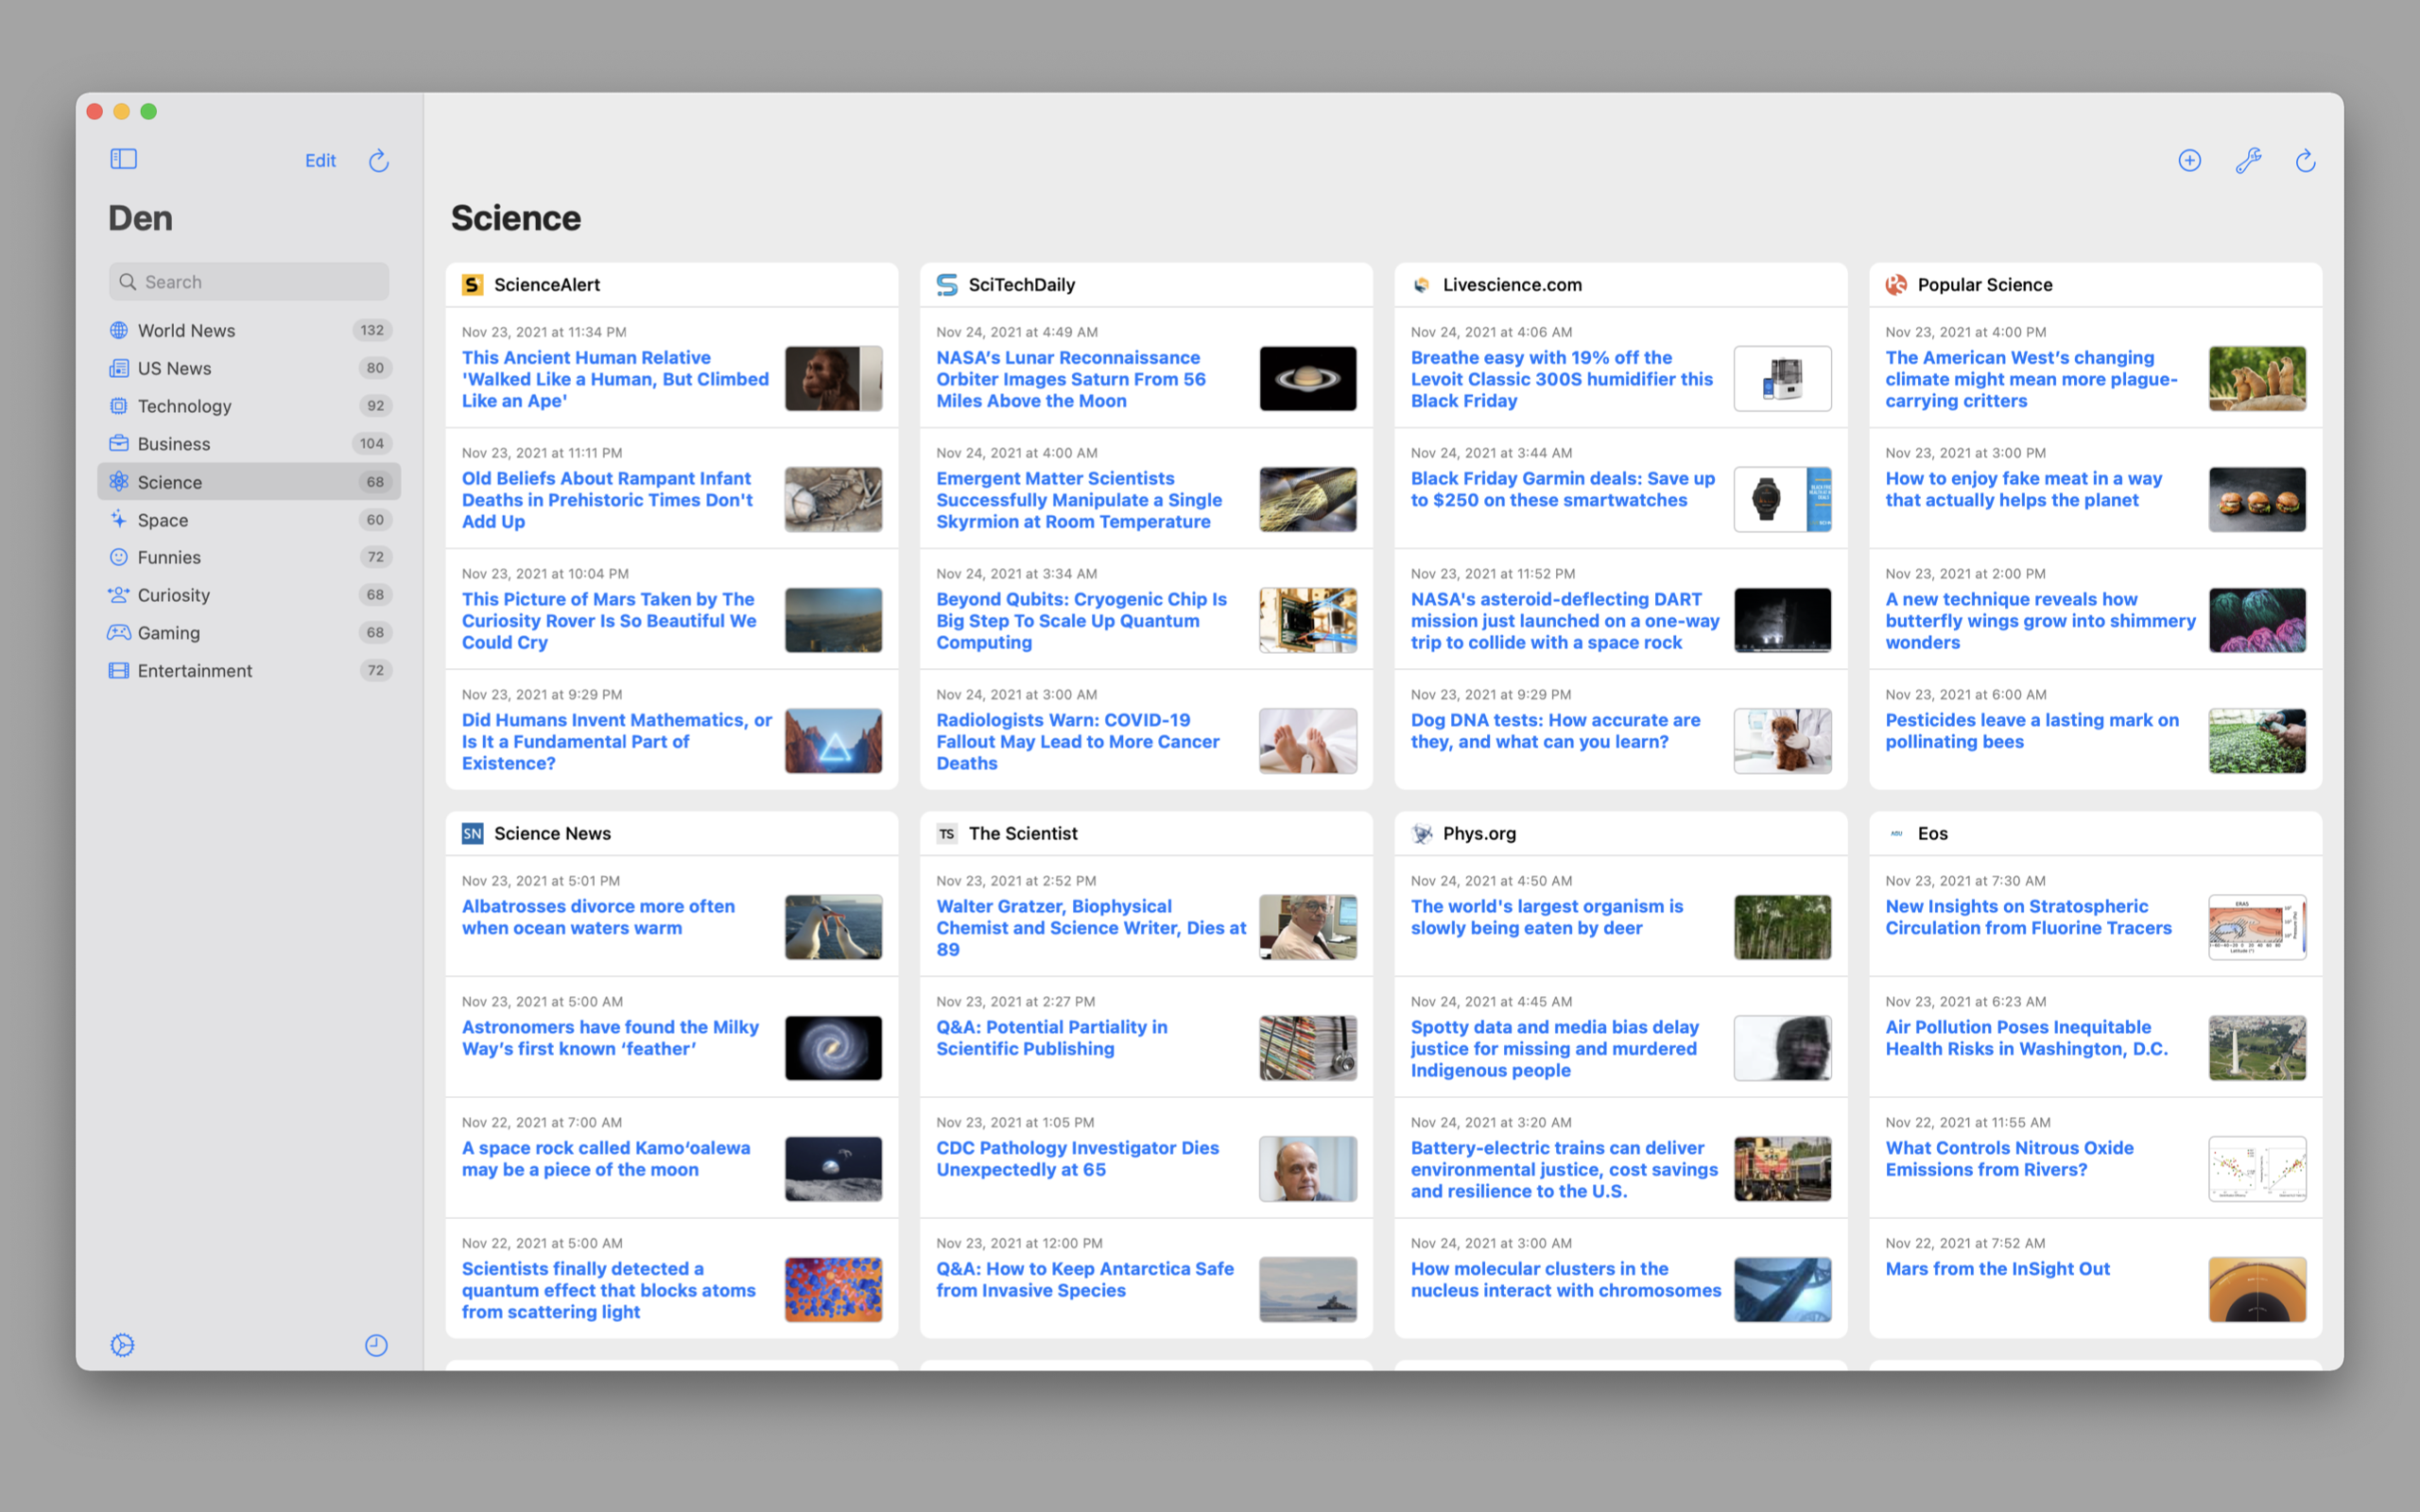 Edit
Den
Search
World News 132
US News 80
Technology 92
Business 104
Science 68
Space 60
Funnies 72
Curiosity 68
Gaming 68
Entertainment 72
Science
S ScienceAlert
Nov 23, 2021 at 11:34 PM
This Ancient Human Relative
'Walked Like a Human, But Climbed
Like an Ape'
Nov 23, 2021 at 11:11 PM
Old Beliefs About Rampant Infant
Deaths in Prehistoric Times Don't
Add Up
Nov 23, 2021 at 10:04 PM
This Picture of Mars Taken by The
Curiosity Rover Is So Beautiful We
Could Cry
Nov 23, 2021 at 9:29 PM
Did Humans Invent Mathematics, or
Is It a Fundamental Part of
Existence?
S SciTechDaily
Nov 24, 2021 at 4:49 AM
NASA’s Lunar Reconnaissance
Orbiter Images Saturn From 56
Miles Above the Moon
Nov 24, 2021 at 4:00 AM
Emergent Matter Scientists
Successfully Manipulate a Single
Skyrmion at Room Temperature
Nov 24, 2021 at 3:34 AM
Beyond Qubits: Cryogenic Chip Is
Big Step To Scale Up Quantum
Computing
Nov 24, 2021 at 3:00 AM
Radiologists Warn: COVID-19
Fallout May Lead to More Cancer
Deaths
Livescience.com
Nov 24, 2021 at 4:06 AM
Breathe easy with 19% off the
Levoit Classic 300S humidifier this
Black Friday
Nov 24, 2021 at 3:44 AM
Black Friday Garmin deals: Save up
to $250 on these smartwatches
Nov 23, 2021 at 11:52 PM
NASA's asteroid-deflecting DART
mission just launched on a one-way
trip to collide with a space rock
Nov 23, 2021 at 9:29 PM
Dog DNA tests: How accurate are
they, and what can you learn?
PS Popular Science
Nov 23, 2021 at 4:00 PM
The American West’s changing
climate might mean more plague-
carrying critters
Nov 23, 2021 at 3:00 PM
How to enjoy fake meat in a way
that actually helps the planet
Nov 23, 2021 at 2:00 PM
A new technique reveals how
butterfly wings grow into shimmery
wonders
Nov 23, 2021 at 6:00 AM
Pesticides leave a lasting mark on
pollinating bees
SN Science News
Nov 23, 2021 at 5:01 PM
Albatrosses divorce more often
when ocean waters warm
Nov 23, 2021 at 5:00 AM
Astronomers have found the Milky
Way’s first known ‘feather’
Nov 22, 2021 at 7:00 AM
A space rock called Kamo‘oalewa
may be a piece of the moon
Nov 22, 2021 at 5:00 AM
Scientists finally detected a
quantum effect that blocks atoms
from scattering light
TS The Scientist
Nov 23, 2021 at 2:52 PM
Walter Gratzer, Biophysical
Chemist and Science Writer, Dies at
89
Nov 23, 2021 at 2:27 PM
Q&A: Potential Partiality in
Scientific Publishing
Nov 23, 2021 at 1:05 PM
CDC Pathology Investigator Dies
Unexpectedly at 65
Nov 23, 2021 at 12:00 PM
Q&A: How to Keep Antarctica Safe
from Invasive Species
Phys.org
Nov 24, 2021 at 4:50 AM
The world's largest organism is
slowly being eaten by deer
Nov 24, 2021 at 4:45 AM
Spotty data and media bias delay
justice for missing and murdered
Indigenous people
Nov 24, 2021 at 3:20 AM
Battery-electric trains can deliver
environmental justice, cost savings
and resilience to the U.S.
Nov 24, 2021 at 3:00 AM
How molecular clusters in the
nucleus interact with chromosomes
AGU Eos
Nov 23, 2021 at 7:30 AM
New Insights on Stratospheric
Circulation from Fluorine Tracers
Nov 23, 2021 at 6:23 AM
Air Pollution Poses Inequitable
Health Risks in Washington, D.C.
Nov 22, 2021 at 11:55 AM
What Controls Nitrous Oxide
Emissions from Rivers?
Nov 22, 2021 at 7:52 AM
Mars from the InSight Out